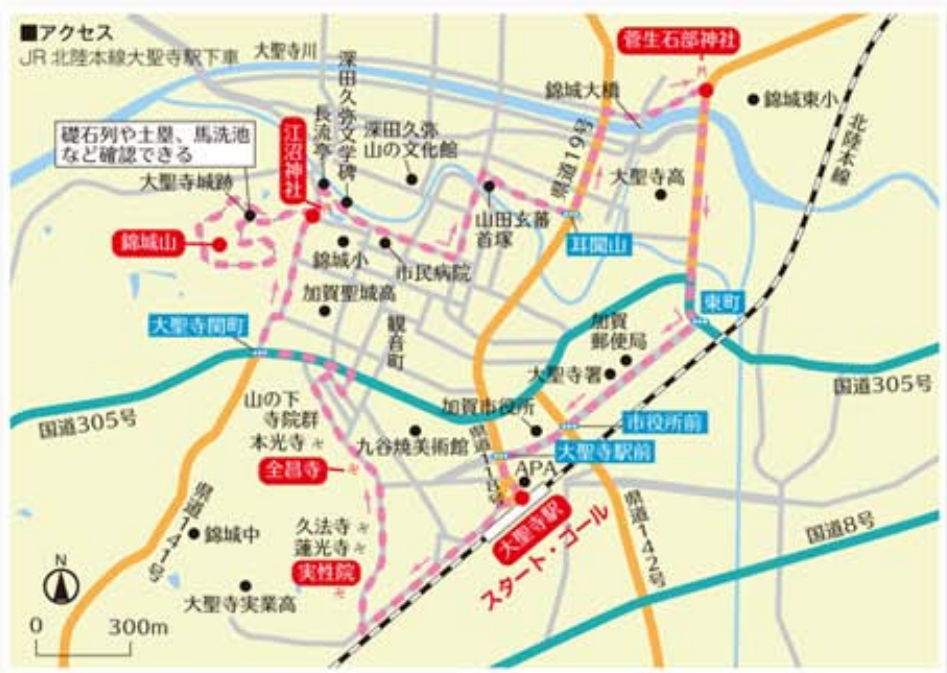 ■アクセス
JR北陸本線大聖寺駅下車
大聖寺川
深田久弥文学碑
長流亭
江沼神社
深田久弥
山の文化館
礎石列や土塁、馬洗池
など確認できる
大聖寺城跡
錦城山
錦城大橋
菅生石部神社
錦城東小
北陸本線
県道19号
大聖寺高
山田玄蕃
首塚
耳聞山
錦城小
市民病院
加賀聖城高
観音町
大聖寺関町
東町
加賀
郵便局
大聖寺署
国道305号
国道305号
山の下
寺院群
本光寺
全昌寺
九谷焼美術館
加賀市役所
市役所前
大聖寺駅前
県道118号
APA
大聖寺駅
スタート・ゴール
県道142号
国道8号
県道141号
錦城中
久法寺
蓮光寺
実性院
大聖寺実業高
N
0 300m